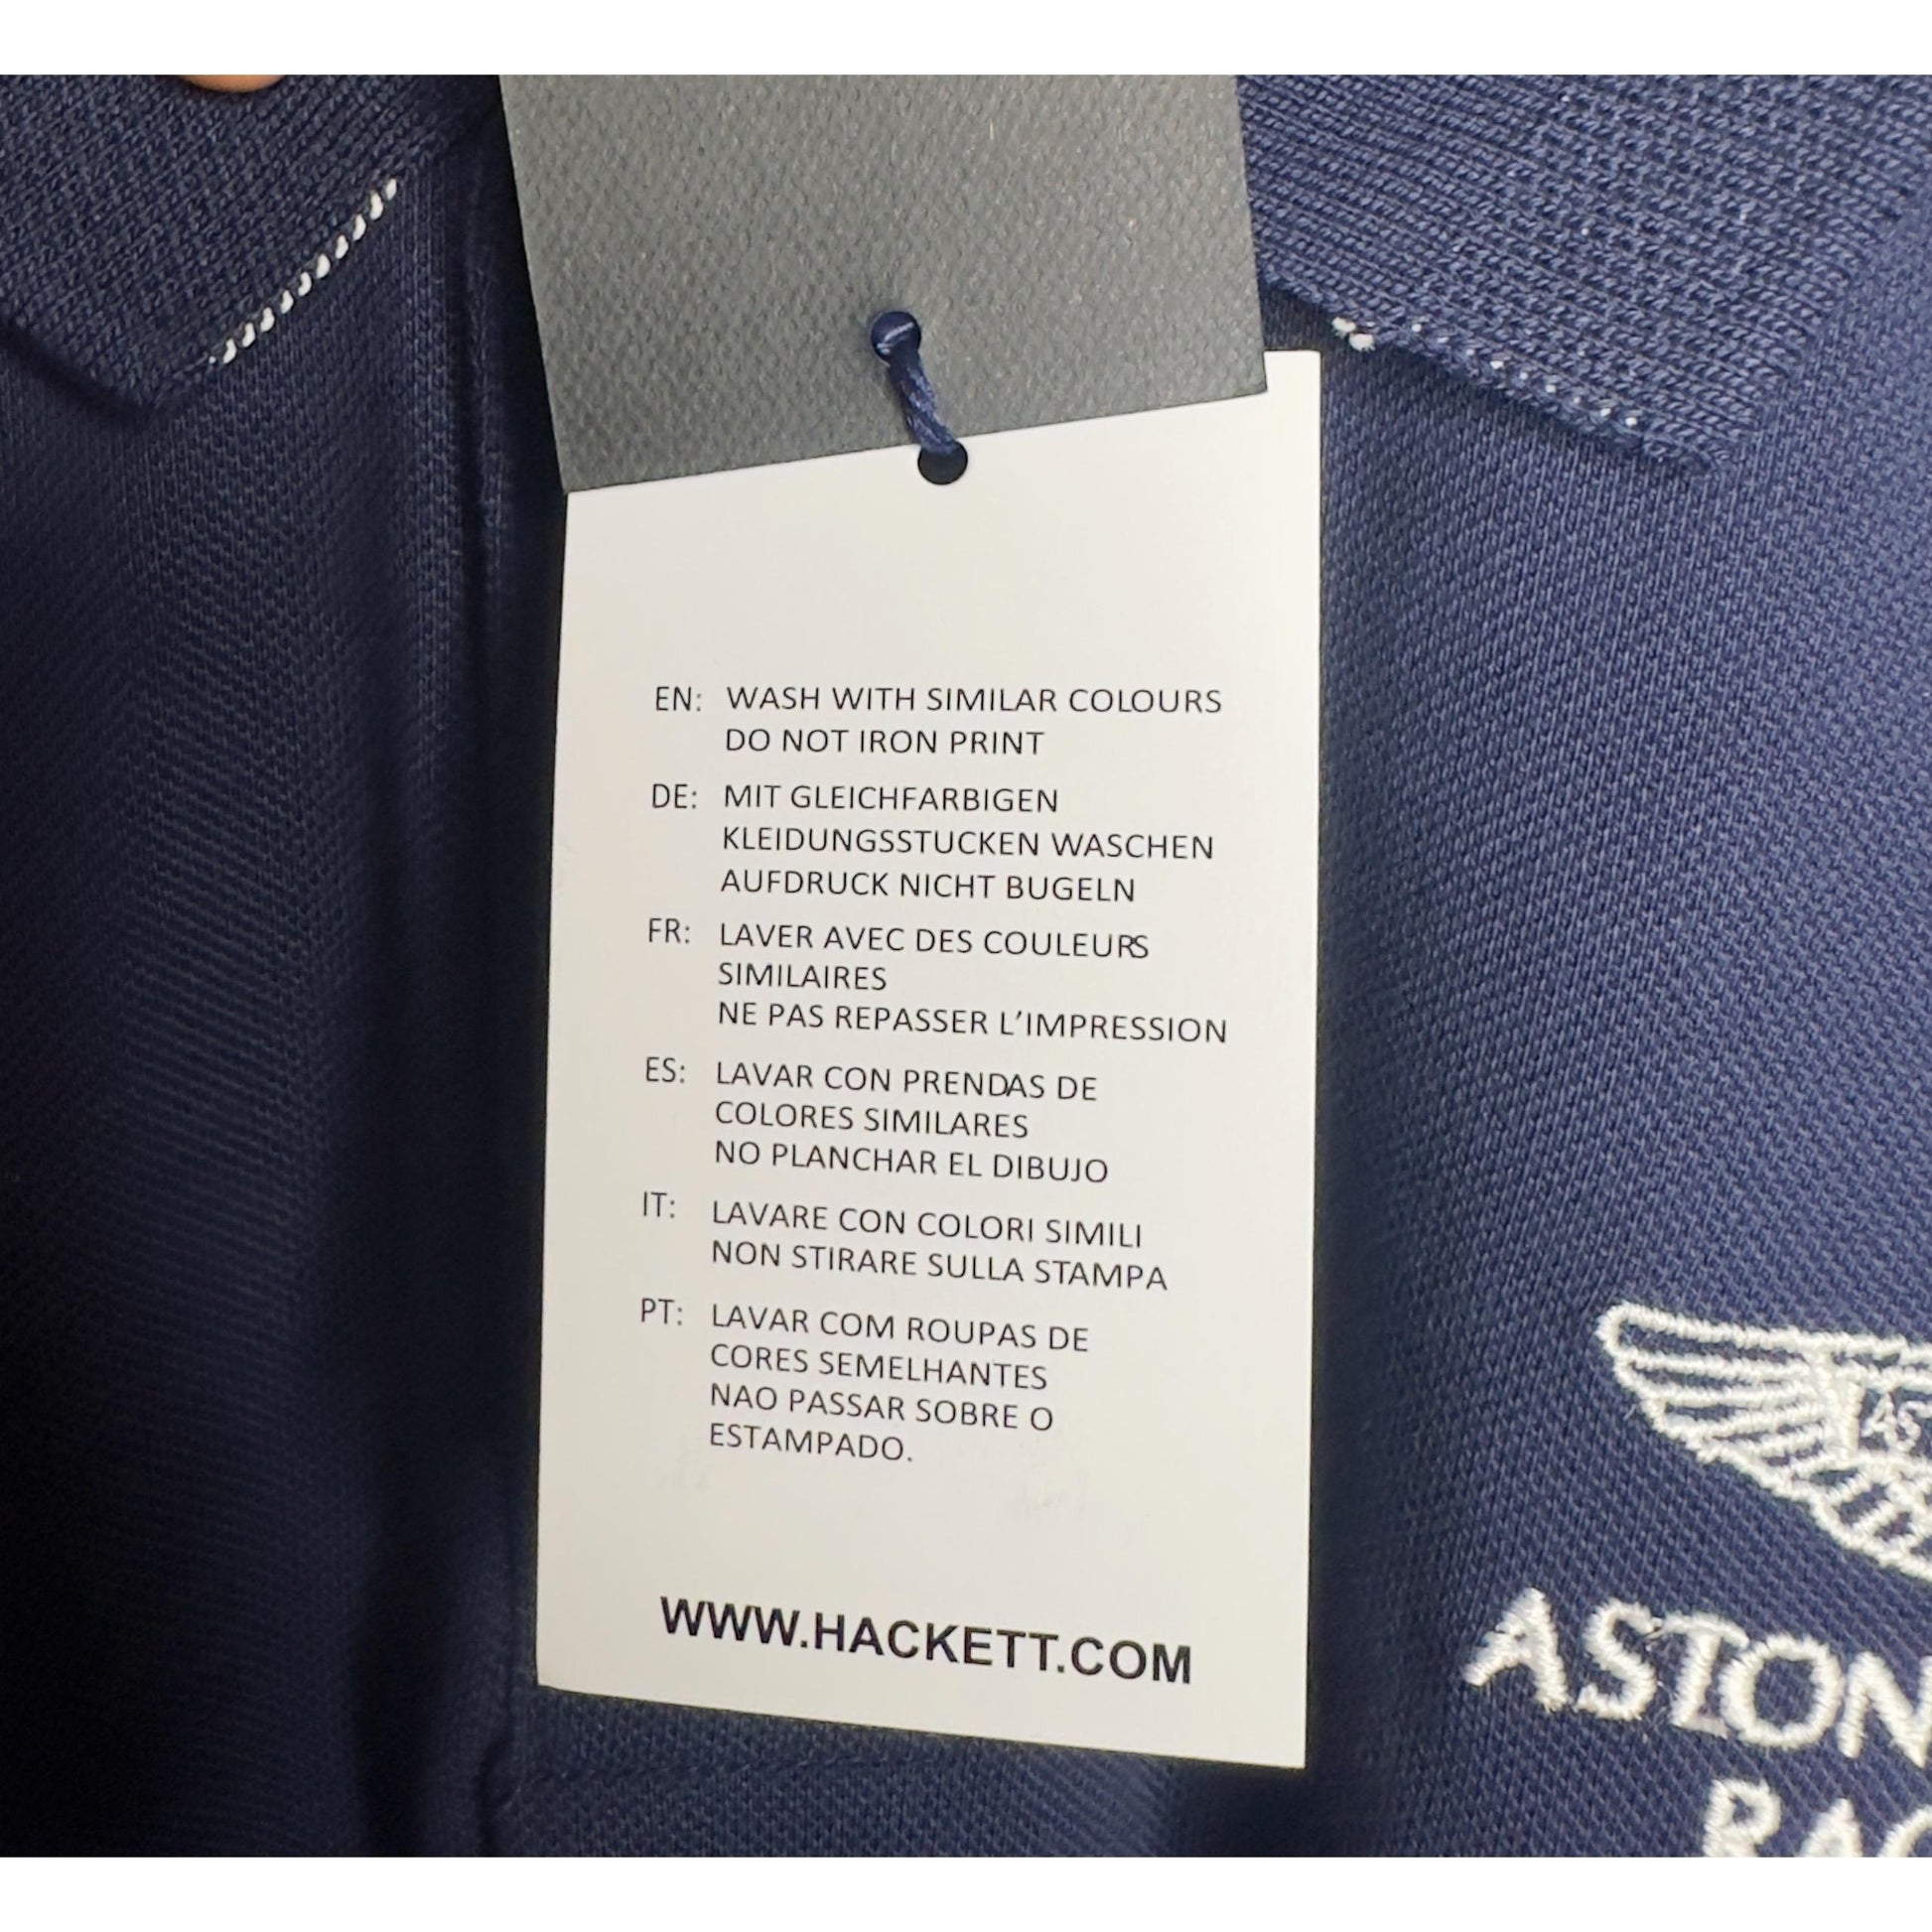 EN: WASH WITH SIMILAR COLOURS
DO NOT IRON PRINT
DE: MIT GLEICHFARBIGEN
KLEIDUNGSSTUCKEN WASCHEN
AUFDRUCK NICHT BUGELN
FR: LAVER AVEC DES COULEURS
SIMILAIRES
NE PAS REPASSER L'IMPRESSION
ES: LAVAR CON PRENDAS DE
COLORES SIMILARES
NO PLANCHAR EL DIBUJO
IT: LAVARE CON COLORI SIMILI
NON STIRARE SULLA STAMPA
PT: LAVAR COM ROUPAS DE
CORES SEMELHANTES
NAO PASSAR SOBRE O
ESTAMPADO.
WWW.HACKETT.COM
ASTON